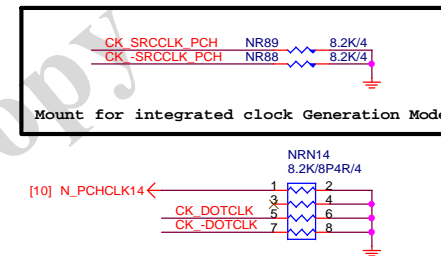 CK_SRCCLK_PCH NR89 8.2K/4
CK_-SRCCLK_PCH NR88 8.2K/4
Mount for integrated clock Generation Mode
NRN14
8.2K/8P4R/4
[10] N_PCHCLK14 1 2
3 4
CK_DOTCLK 5 6
CK_-DOTCLK 7 8
opy